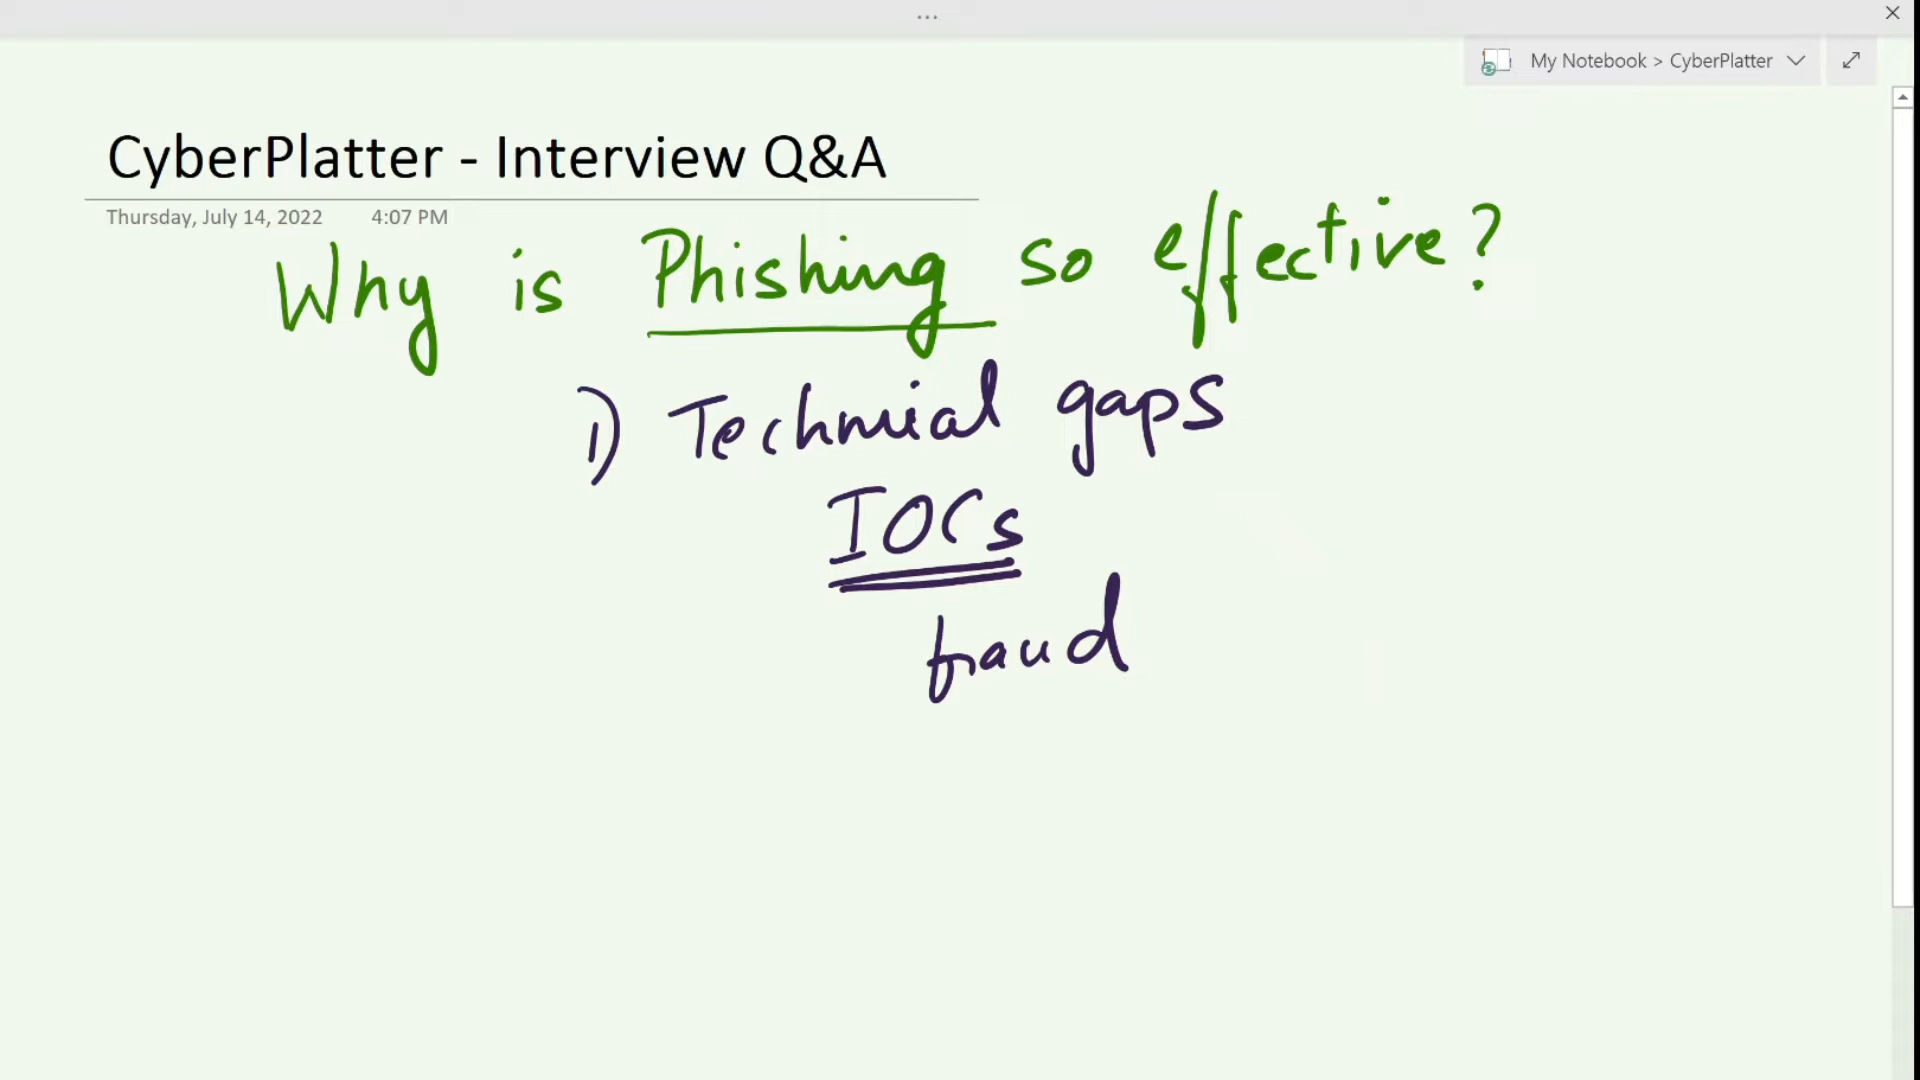 ...
My Notebook > CyberPlatter
CyberPlatter - Interview Q&A
Thursday, July 14, 2022 4:07 PM
Why is Phishing so effective?
1) Technical gaps
IOCs
fraud